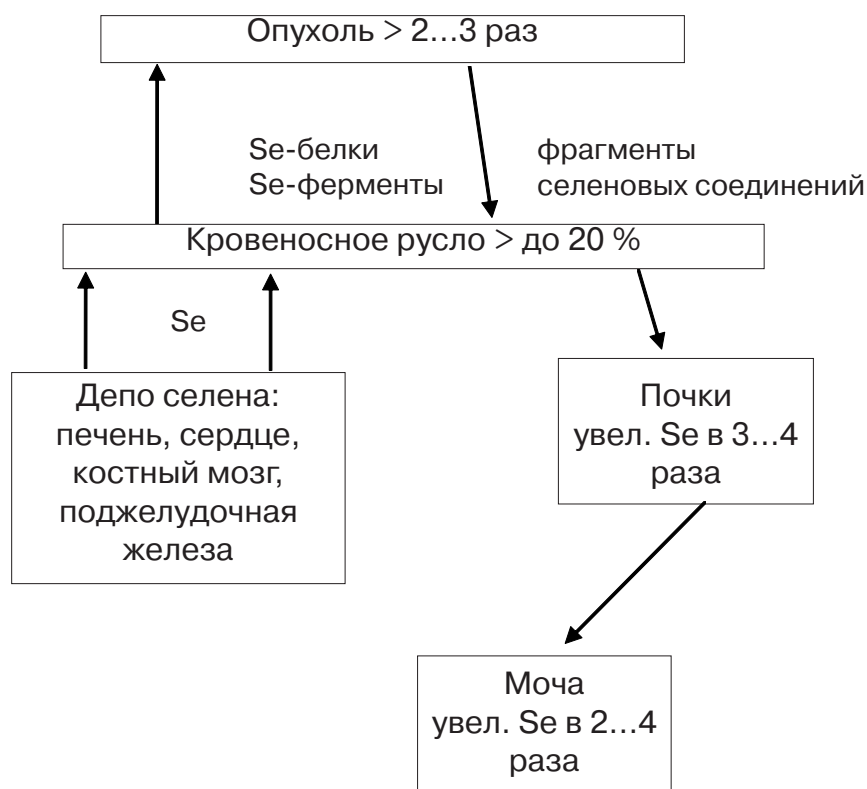 Опухоль > 2...3 раз
Se-белки
Se-ферменты
фрагменты
селеновых соединений
Кровеносное русло > до 20 %
Se
Депо селена:
печень, сердце,
костный мозг,
поджелудочная
железа
Почки
увел. Se в 3...4
раза
Моча
увел. Se в 2...4
раза